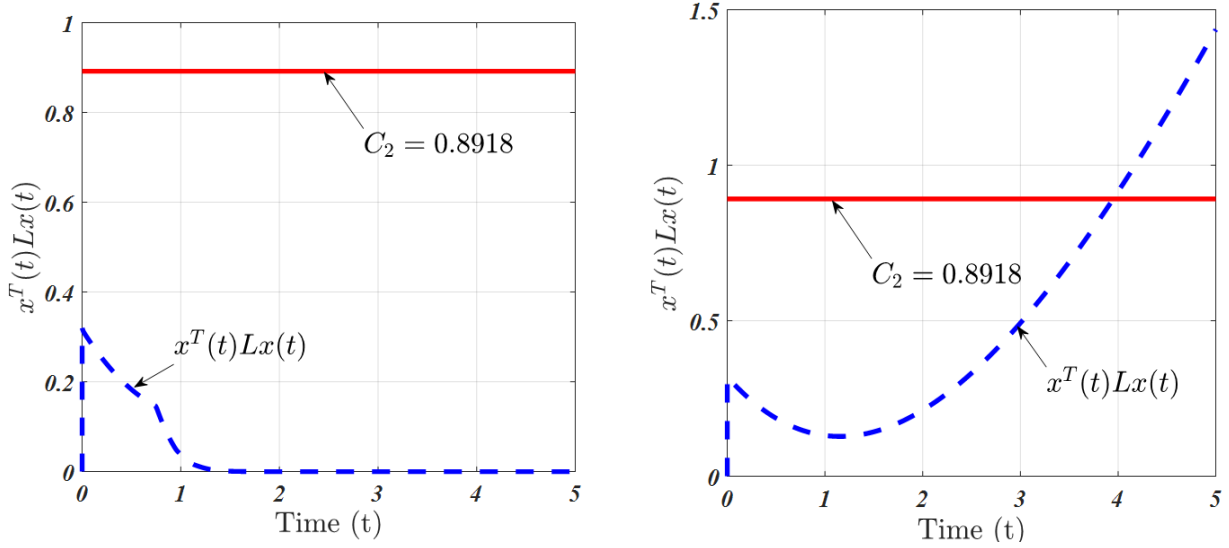 1
0.8
0.6
0.4
0.2
0
x^T(t)Lx(t)
C_2 = 0.8918
x^T(t)Lx(t)
0 1 2 3 4 5
Time (t)
1.5
1
0.5
0
x^T(t)Lx(t)
C_2 = 0.8918
x^T(t)Lx(t)
0 1 2 3 4 5
Time (t)